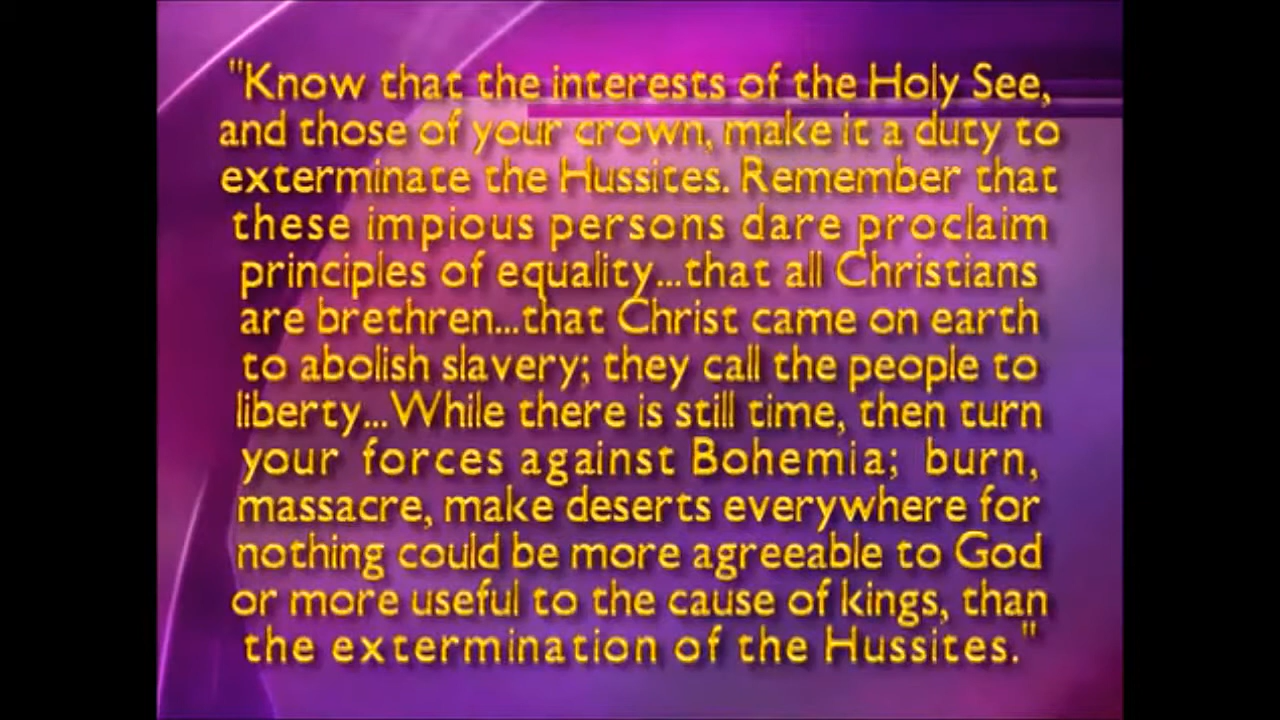 "Know that the interests of the Holy See,
and those of your crown, make it a duty to
exterminate the Hussites. Remember that
these impious persons dare proclaim
principles of equality...that all Christians
are brethren...that Christ came on earth
to abolish slavery; they call the people to
liberty...While there is still time, then turn
your forces against Bohemia; burn,
massacre, make deserts everywhere for
nothing could be more agreeable to God
or more useful to the cause of kings, than
the extermination of the Hussites."